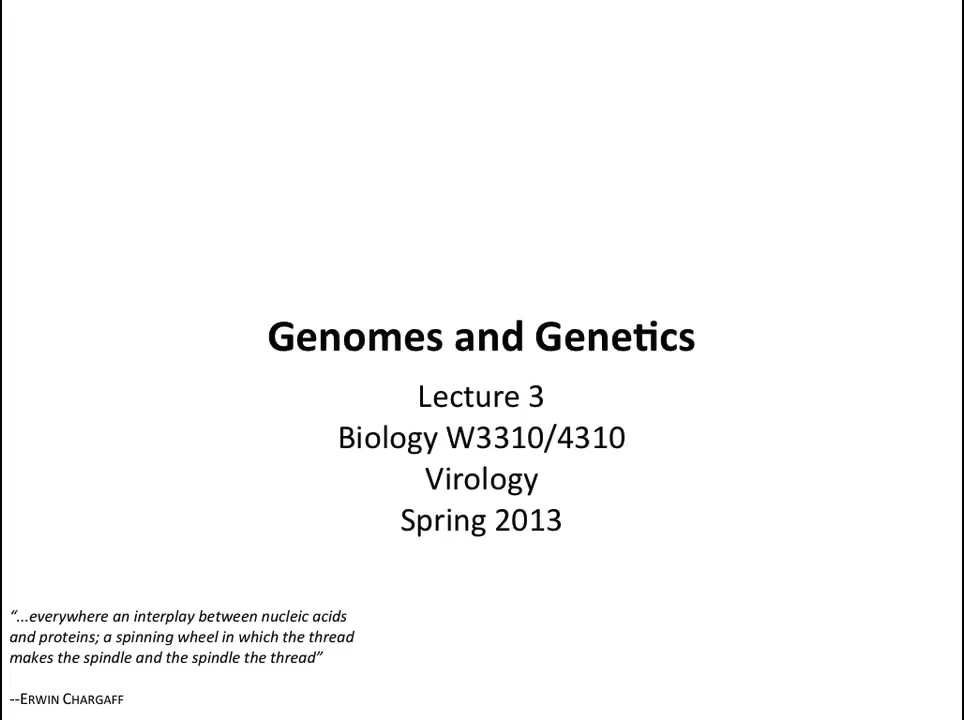 Genomes and Genetics
Lecture 3
Biology W3310/4310
Virology
Spring 2013
“...everywhere an interplay between nucleic acids
and proteins; a spinning wheel in which the thread
makes the spindle and the spindle the thread”
--ERWIN CHARGAFF